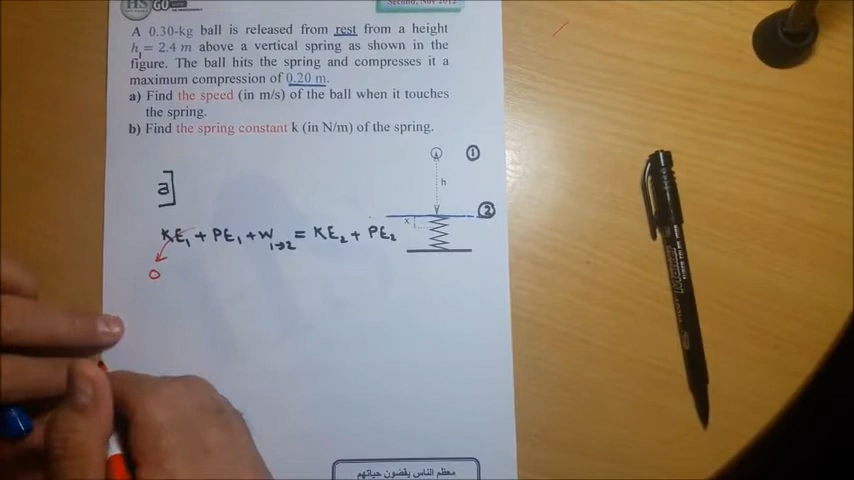 HS
GO
Second, Nov 2012
A 0.30-kg ball is released from rest from a height
h₁ = 2.4 m above a vertical spring as shown in the
figure. The ball hits the spring and compresses it a
maximum compression of 0.20 m.
a) Find the speed (in m/s) of the ball when it touches
the spring.
b) Find the spring constant k (in N/m) of the spring.
1
a]
h
2
x
KE₁ + PE₁ + W₁→₂ = KE₂ + PE₂
0
معظم الناس يقضون حياتهم